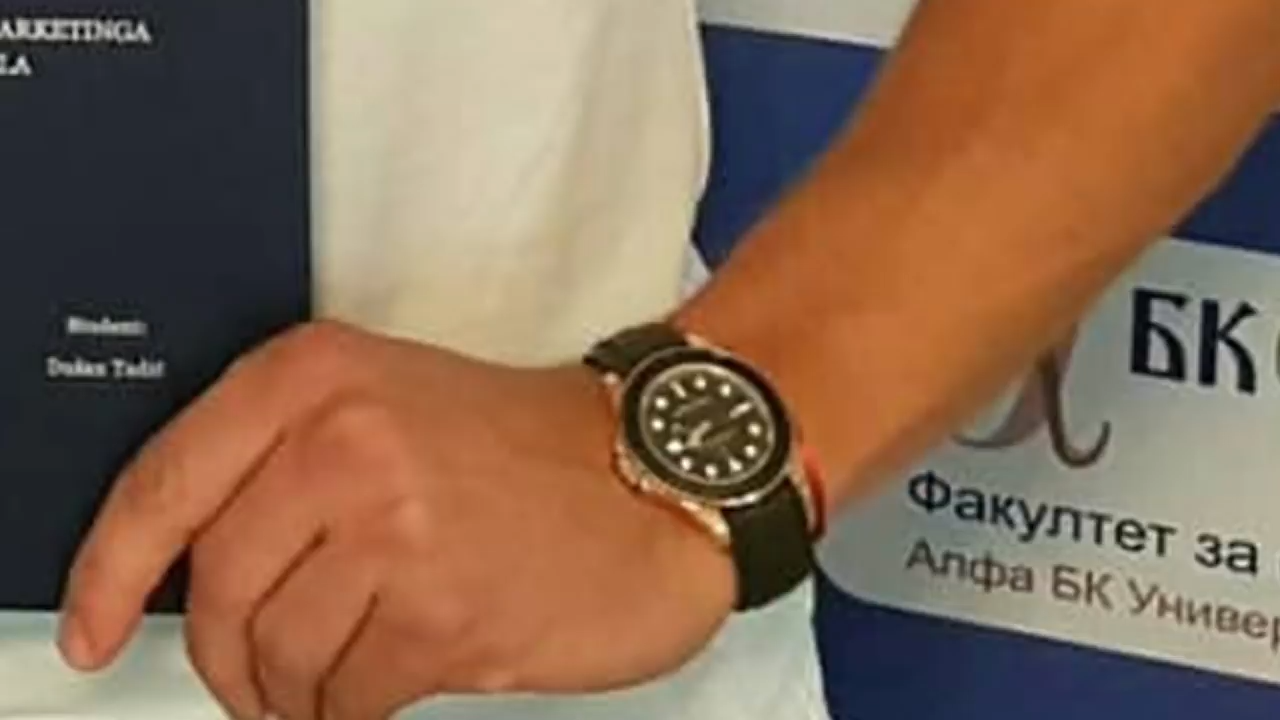 ARKETINGA
LA
Student:
Dušan Tadić
БК
Факултет за
Алфа БК Универ